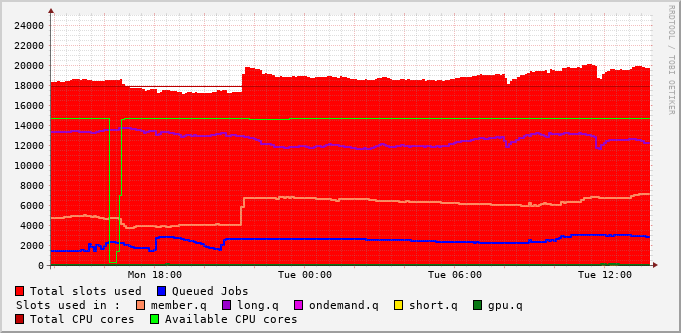 24000
22000
20000
18000
16000
14000
12000
10000
8000
6000
4000
2000
0
Mon 18:00 Tue 00:00 Tue 06:00 Tue 12:00
Total slots used Queued Jobs
Slots used in : member.q long.q ondemand.q short.q gpu.q
Total CPU cores Available CPU cores
RRDTOOL / TOBI OETIKER